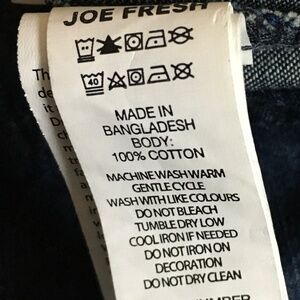 JOE FRESH
40
MADE IN
BANGLADESH
BODY:
100% COTTON
MACHINE WASH WARM
GENTLE CYCLE
WASH WITH LIKE COLOURS
DO NOT BLEACH
TUMBLE DRY LOW
COOL IRON IF NEEDED
DO NOT IRON ON
DECORATION
DO NOT DRY CLEAN